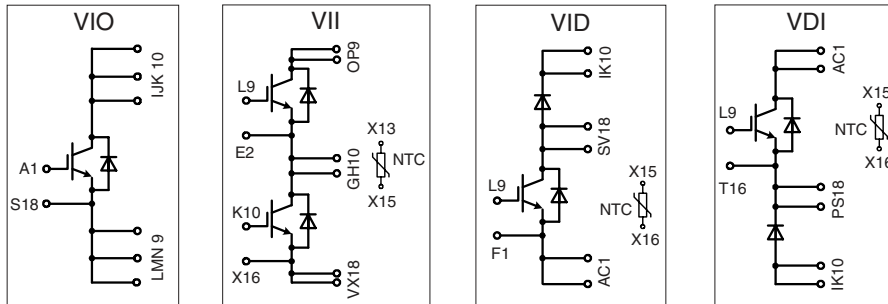 VIO
IJK 10
A1
S18
LMN 9
VII
OP9
L9
E2
X13
NTC
GH10
X15
K10
X16
VX18
VID
IK10
SV18
L9
X15
NTC
X16
F1
AC1
VDI
AC1
X15
L9
NTC
X16
T16
PS18
IK10